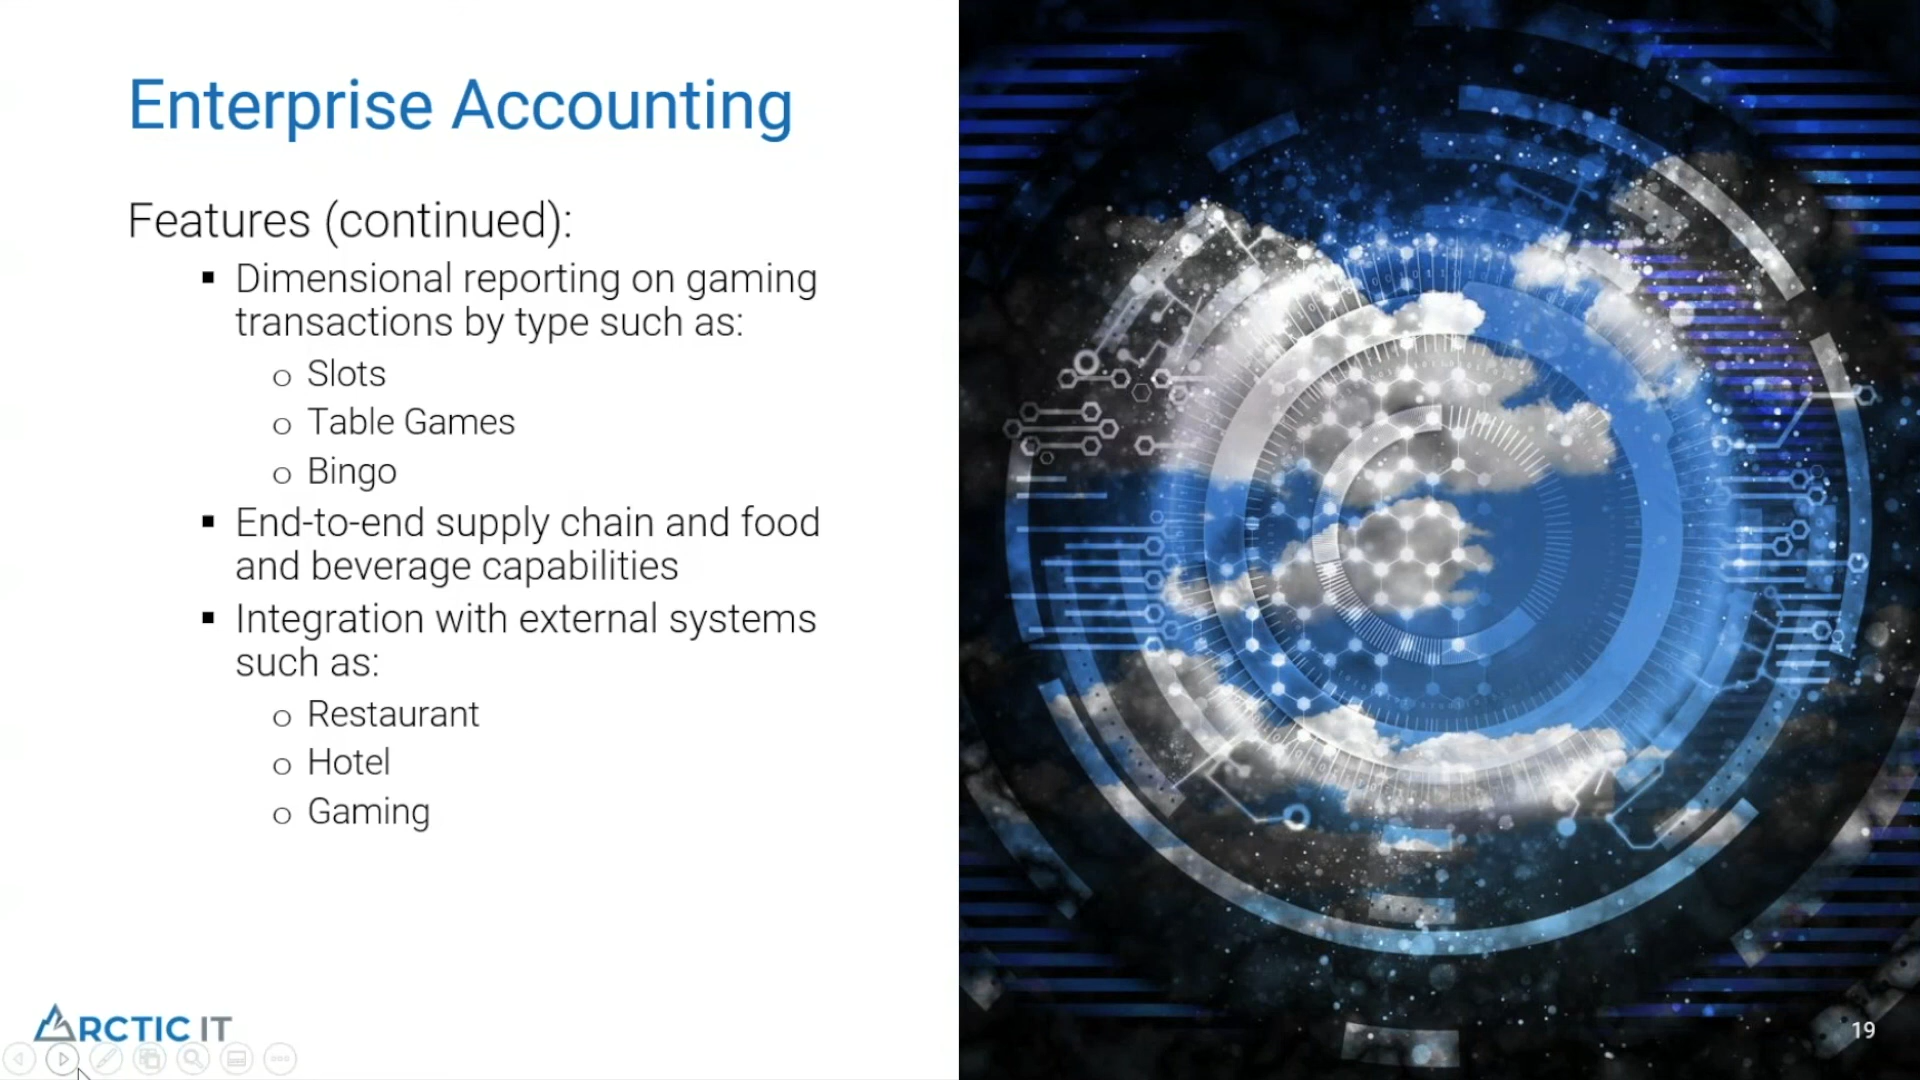 Enterprise Accounting
Features (continued):
▪ Dimensional reporting on gaming
transactions by type such as:
o Slots
o Table Games
o Bingo
▪ End-to-end supply chain and food
and beverage capabilities
▪ Integration with external systems
such as:
o Restaurant
o Hotel
o Gaming
ARCTIC IT
19